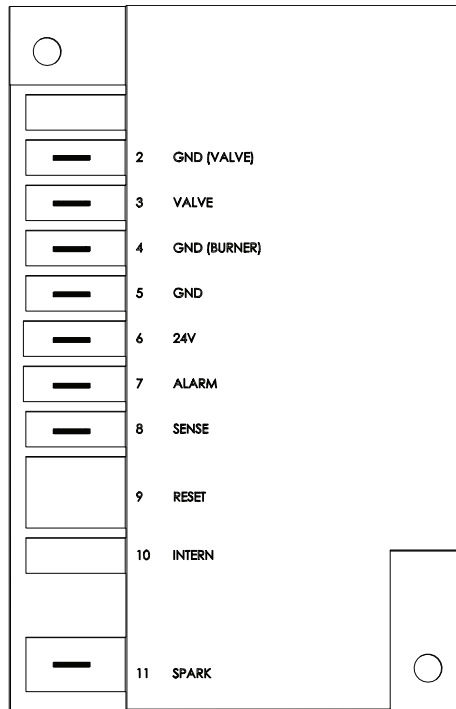 2 GND (VALVE)
3 VALVE
4 GND (BURNER)
5 GND
6 24V
7 ALARM
8 SENSE
9 RESET
10 INTERN
11 SPARK